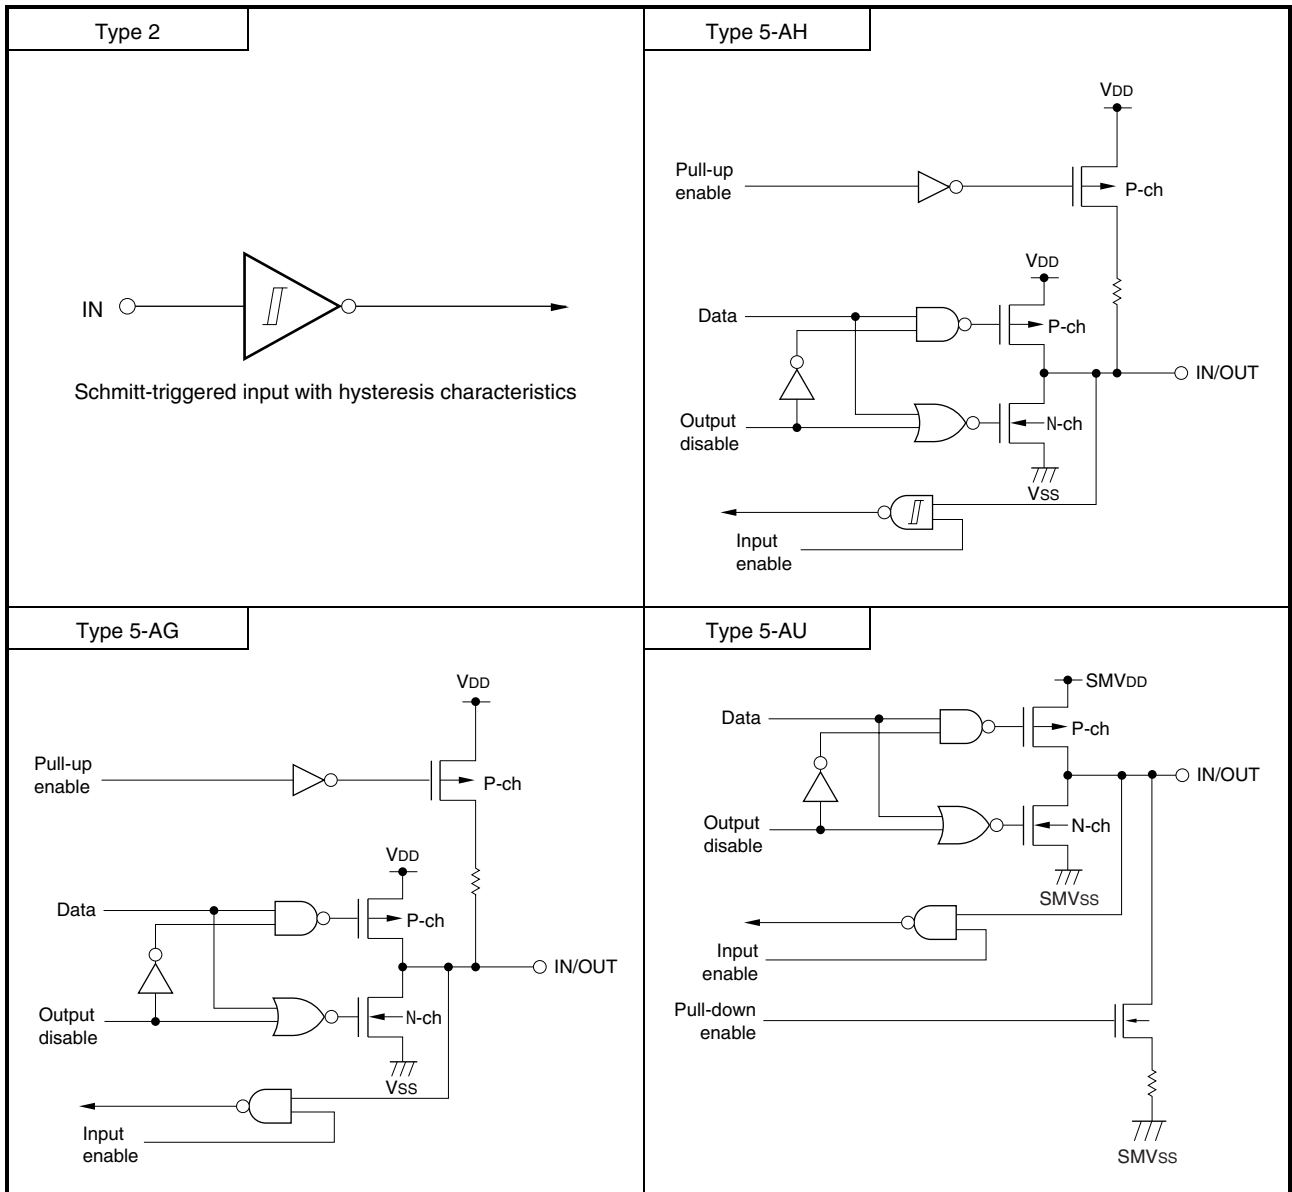 Type 2
IN
Schmitt-triggered input with hysteresis characteristics
Type 5-AH
VDD
Pull-up
enable
P-ch
VDD
Data
P-ch
IN/OUT
Output
disable
N-ch
VSS
Input
enable
Type 5-AG
VDD
Pull-up
enable
P-ch
VDD
Data
P-ch
IN/OUT
Output
disable
N-ch
VSS
Input
enable
Type 5-AU
SMVDD
Data
P-ch
IN/OUT
Output
disable
N-ch
SMVSS
Input
enable
Pull-down
enable
SMVSS